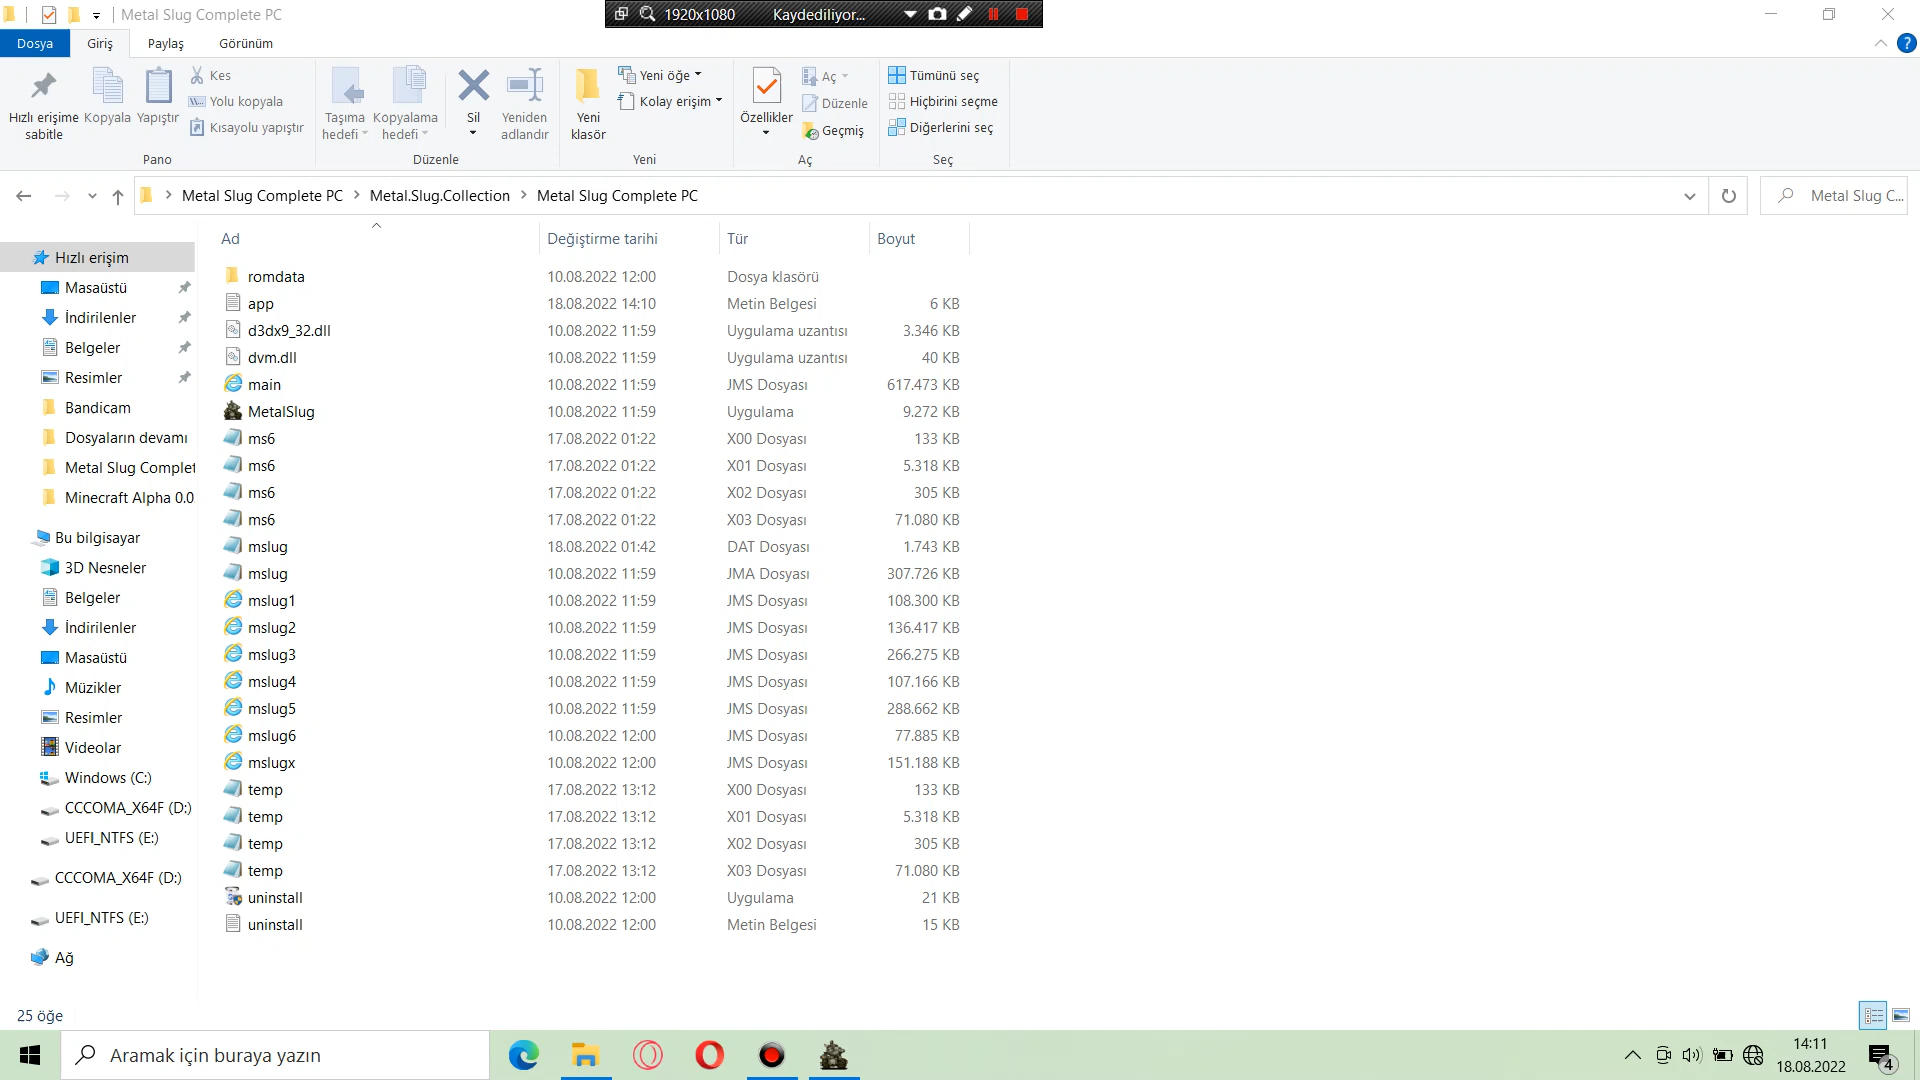 Metal Slug Complete PC
1920x1080 Kaydediliyor...
Dosya Giriş Paylaş Görünüm
Hızlı erişime sabitle
Kopyala
Yapıştır
Kes
Yolu kopyala
Kısayolu yapıştır
Pano
Taşıma hedefi
Kopyalama hedefi
Sil
Yeniden adlandır
Düzenle
Yeni klasör
Yeni öğe
Kolay erişim
Yeni
Özellikler
Aç
Düzenle
Geçmiş
Aç
Tümünü seç
Hiçbirini seçme
Diğerlerini seç
Seç
Metal Slug Complete PC > Metal.Slug.Collection > Metal Slug Complete PC
Metal Slug C...
Hızlı erişim
Masaüstü
İndirilenler
Belgeler
Resimler
Bandicam
Dosyaların devamı
Metal Slug Complet
Minecraft Alpha 0.0
Bu bilgisayar
3D Nesneler
Belgeler
İndirilenler
Masaüstü
Müzikler
Resimler
Videolar
Windows (C:)
CCCOMA_X64F (D:)
UEFI_NTFS (E:)
CCCOMA_X64F (D:)
UEFI_NTFS (E:)
Ağ
Ad Değiştirme tarihi Tür Boyut
romdata 10.08.2022 12:00 Dosya klasörü
app 18.08.2022 14:10 Metin Belgesi 6 KB
d3dx9_32.dll 10.08.2022 11:59 Uygulama uzantısı 3.346 KB
dvm.dll 10.08.2022 11:59 Uygulama uzantısı 40 KB
main 10.08.2022 11:59 JMS Dosyası 617.473 KB
MetalSlug 10.08.2022 11:59 Uygulama 9.272 KB
ms6 17.08.2022 01:22 X00 Dosyası 133 KB
ms6 17.08.2022 01:22 X01 Dosyası 5.318 KB
ms6 17.08.2022 01:22 X02 Dosyası 305 KB
ms6 17.08.2022 01:22 X03 Dosyası 71.080 KB
mslug 18.08.2022 01:42 DAT Dosyası 1.743 KB
mslug 10.08.2022 11:59 JMA Dosyası 307.726 KB
mslug1 10.08.2022 11:59 JMS Dosyası 108.300 KB
mslug2 10.08.2022 11:59 JMS Dosyası 136.417 KB
mslug3 10.08.2022 11:59 JMS Dosyası 266.275 KB
mslug4 10.08.2022 11:59 JMS Dosyası 107.166 KB
mslug5 10.08.2022 11:59 JMS Dosyası 288.662 KB
mslug6 10.08.2022 12:00 JMS Dosyası 77.885 KB
mslugx 10.08.2022 12:00 JMS Dosyası 151.188 KB
temp 17.08.2022 13:12 X00 Dosyası 133 KB
temp 17.08.2022 13:12 X01 Dosyası 5.318 KB
temp 17.08.2022 13:12 X02 Dosyası 305 KB
temp 17.08.2022 13:12 X03 Dosyası 71.080 KB
uninstall 10.08.2022 12:00 Uygulama 21 KB
uninstall 10.08.2022 12:00 Metin Belgesi 15 KB
25 öğe
Aramak için buraya yazın
14:11
18.08.2022
4